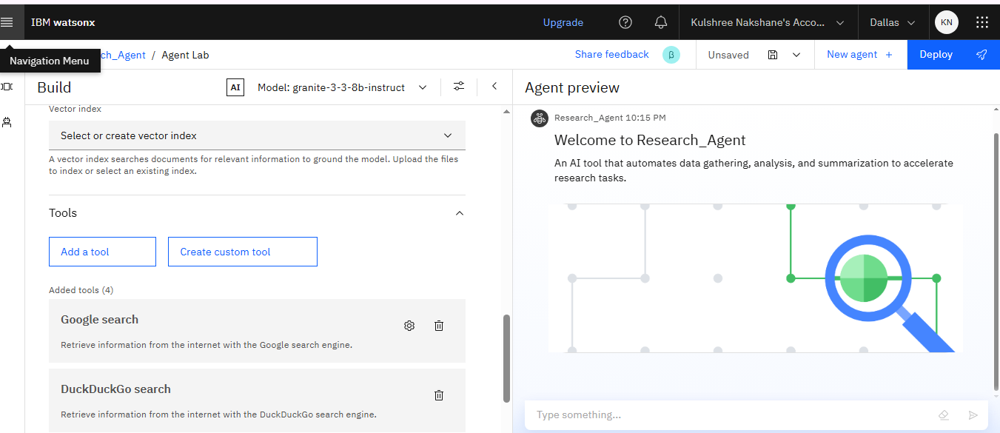 IBM watsonx
Upgrade
Kulshree Nakshane's Acco...
Dallas
KN
Navigation Menu
ch_Agent / Agent Lab
Share feedback
β
Unsaved
New agent +
Deploy
Build
AI
Model: granite-3-3-8b-instruct
Vector index
Select or create vector index
A vector index searches documents for relevant information to ground the model. Upload the files
to index or select an existing index.
Tools
Add a tool
Create custom tool
Added tools (4)
Google search
Retrieve information from the internet with the Google search engine.
DuckDuckGo search
Retrieve information from the internet with the DuckDuckGo search engine.
Agent preview
Research_Agent 10:15 PM
Welcome to Research_Agent
An AI tool that automates data gathering, analysis, and summarization to accelerate
research tasks.
Type something...